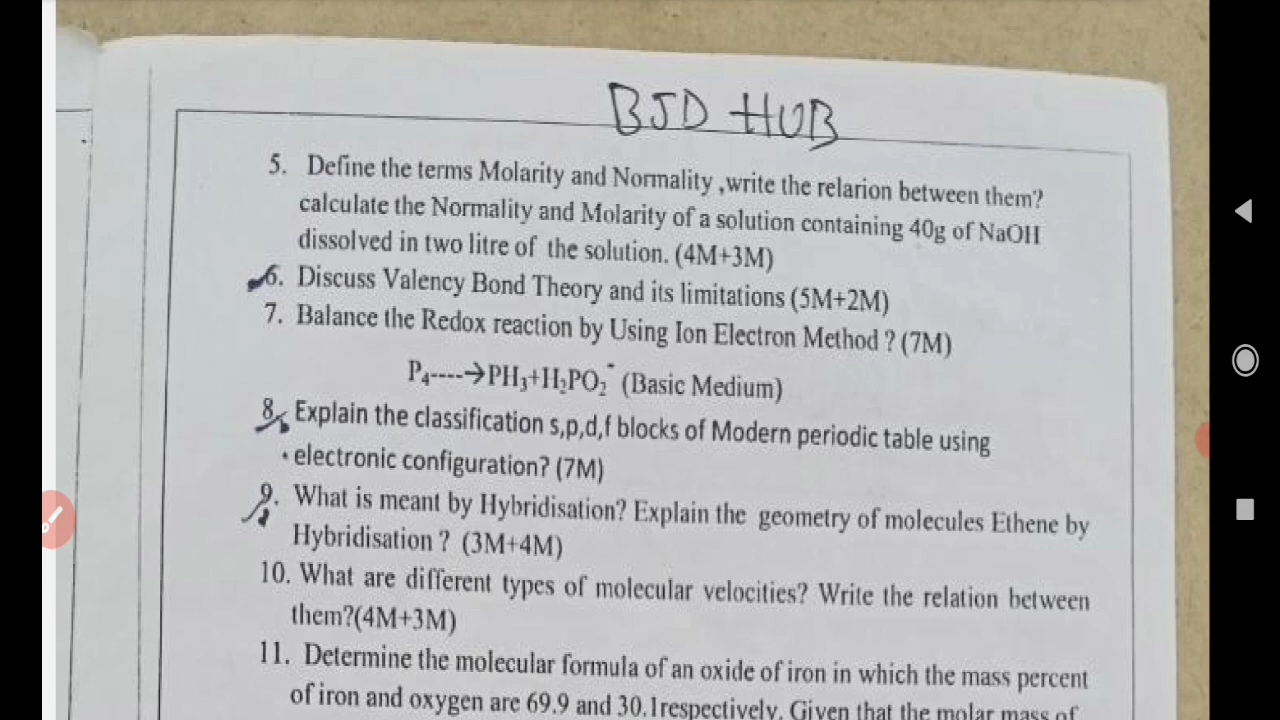 BJD HUB
5. Define the terms Molarity and Normality ,write the relarion between them?
calculate the Normality and Molarity of a solution containing 40g of NaOH
dissolved in two litre of the solution. (4M+3M)
6. Discuss Valency Bond Theory and its limitations (5M+2M)
7. Balance the Redox reaction by Using Ion Electron Method ? (7M)
P₄----→PH₃+H₂PO₂⁻ (Basic Medium)
8. Explain the classification s,p,d,f blocks of Modern periodic table using
electronic configuration? (7M)
9. What is meant by Hybridisation? Explain the geometry of molecules Ethene by
Hybridisation ? (3M+4M)
10. What are different types of molecular velocities? Write the relation between
them?(4M+3M)
11. Determine the molecular formula of an oxide of iron in which the mass percent
of iron and oxygen are 69.9 and 30.1respectively. Given that the molar mass of